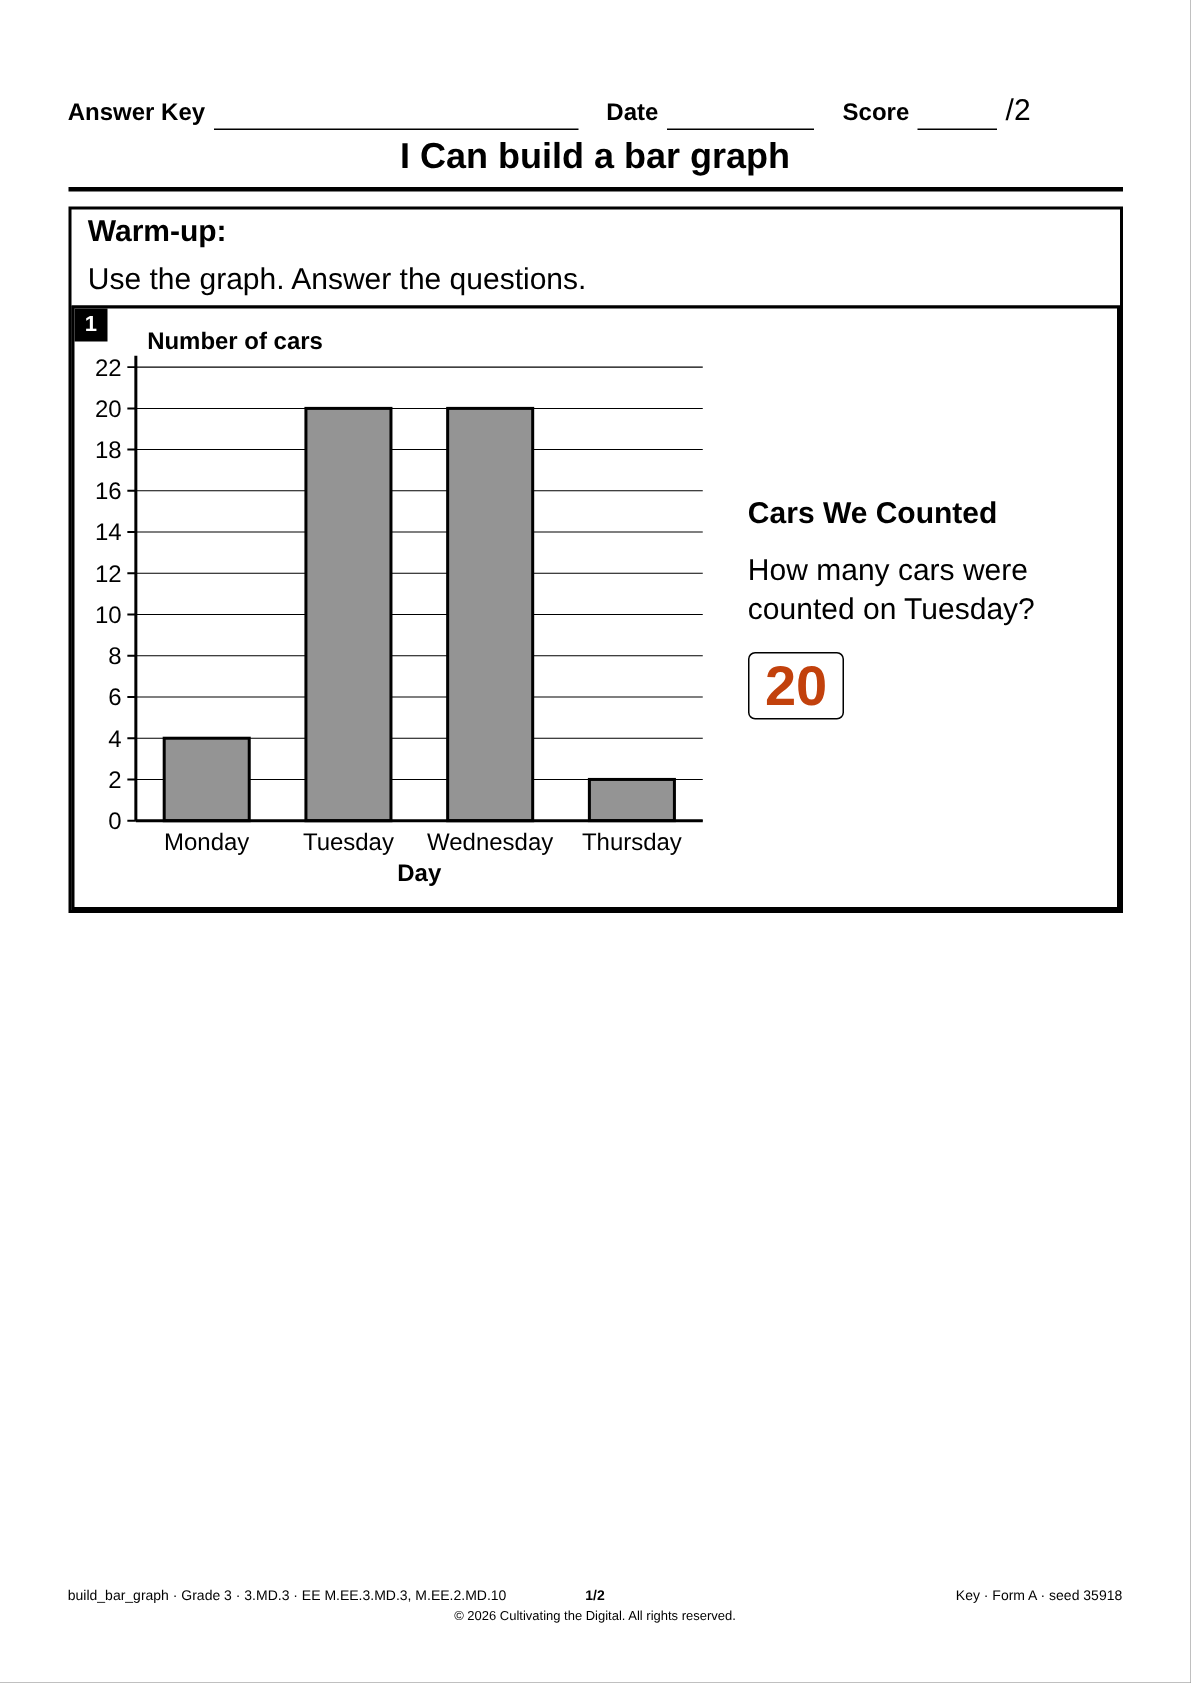 Answer Key Date Score /2
I Can build a bar graph
Warm-up:
Use the graph. Answer the questions.
1
Number of cars
22
20
18
16
14
12
10
8
6
4
2
0
Monday Tuesday Wednesday Thursday
Day
Cars We Counted
How many cars were
counted on Tuesday?
20
build_bar_graph · Grade 3 · 3.MD.3 · EE M.EE.3.MD.3, M.EE.2.MD.10 1/2 Key · Form A · seed 35918
© 2026 Cultivating the Digital. All rights reserved.